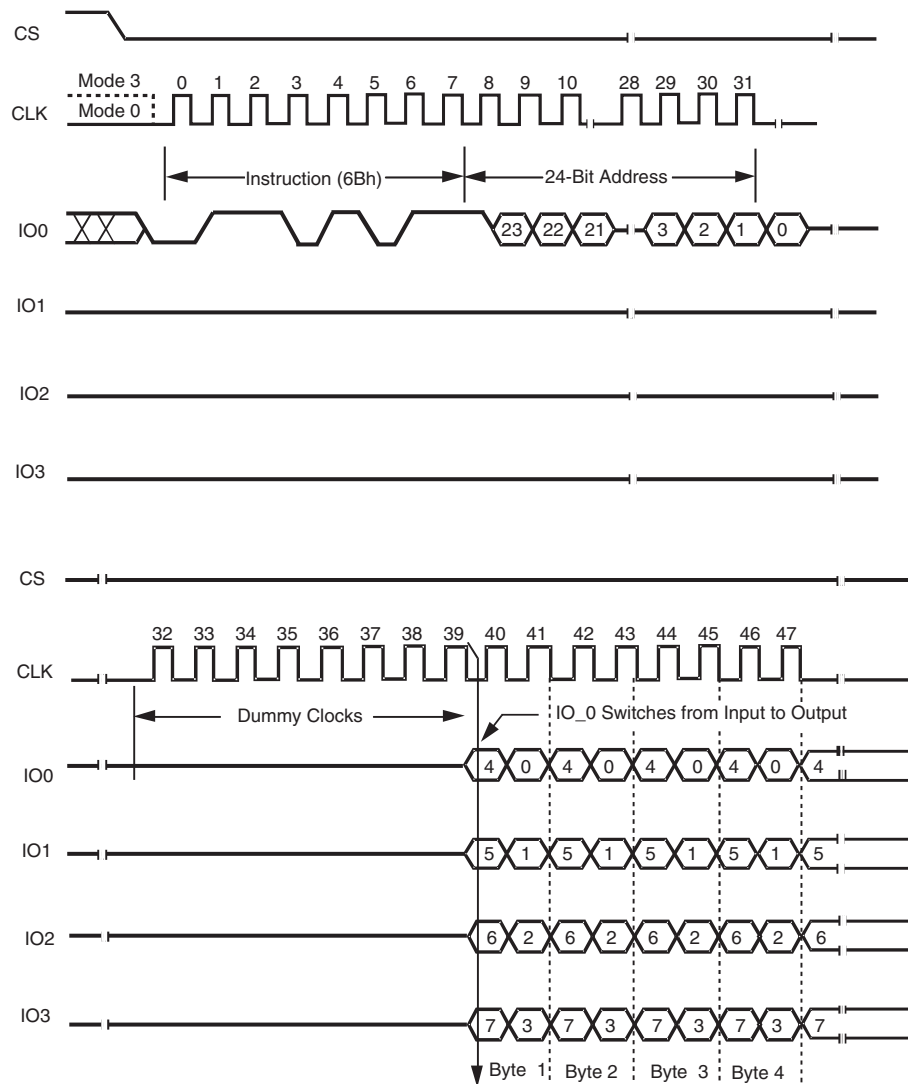 CS
Mode 3
0 1 2 3 4 5 6 7 8 9 10 28 29 30 31
CLK
Mode 0
Instruction (6Bh)
24-Bit Address
IO0
23 22 21 3 2 1 0
IO1
IO2
IO3
CS
32 33 34 35 36 37 38 39 40 41 42 43 44 45 46 47
CLK
Dummy Clocks
IO_0 Switches from Input to Output
IO0
4 0 4 0 4 0 4 0 4
IO1
5 1 5 1 5 1 5 1 5
IO2
6 2 6 2 6 2 6 2 6
IO3
7 3 7 3 7 3 7 3 7
Byte 1 Byte 2 Byte 3 Byte 4